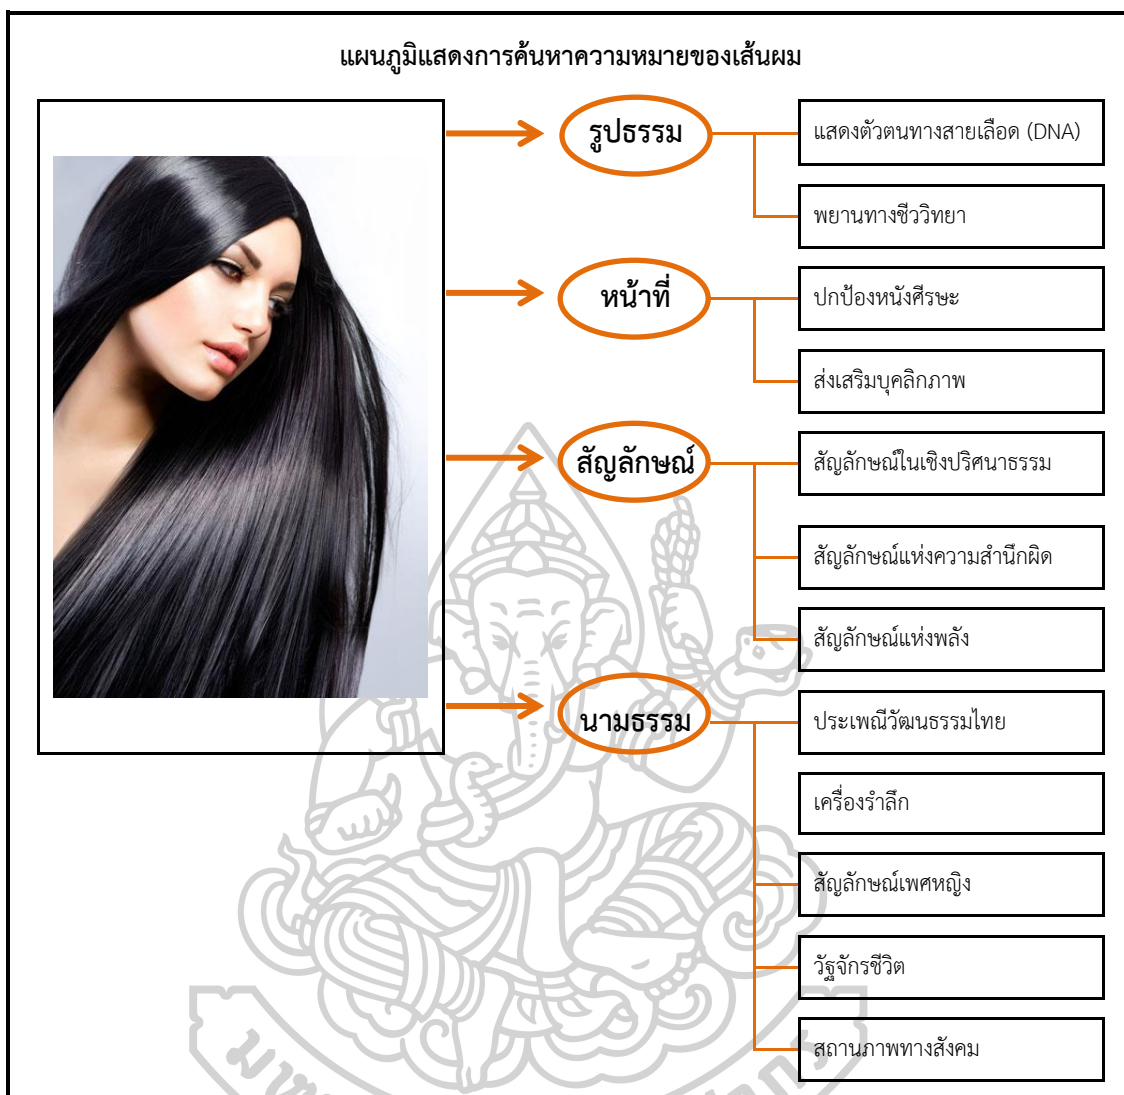 แผนภูมิแสดงการค้นหาความหมายของเส้นผม
รูปธรรม
แสดงตัวตนทางสายเลือด (DNA)
พยานทางชีววิทยา
หน้าที่
ปกป้องหนังศีรษะ
ส่งเสริมบุคลิกภาพ
สัญลักษณ์
สัญลักษณ์ในเชิงปริศนาธรรม
สัญลักษณ์แห่งความสำนึกผิด
สัญลักษณ์แห่งพลัง
นามธรรม
ประเพณีวัฒนธรรมไทย
เครื่องรำลึก
สัญลักษณ์เพศหญิง
วัฐจักรชีวิต
สถานภาพทางสังคม